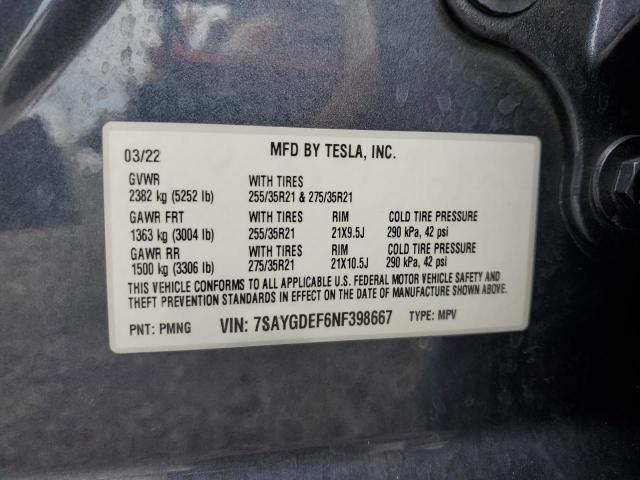 03/22 MFD BY TESLA, INC.
GVWR WITH TIRES
2382 kg (5252 lb) 255/35R21 & 275/35R21
GAWR FRT WITH TIRES RIM COLD TIRE PRESSURE
1363 kg (3004 lb) 255/35R21 21X9.5J 290 kPa, 42 psi
GAWR RR WITH TIRES RIM COLD TIRE PRESSURE
1500 kg (3306 lb) 275/35R21 21X10.5J 290 kPa, 42 psi
THIS VEHICLE CONFORMS TO ALL APPLICABLE U.S. FEDERAL MOTOR VEHICLE SAFETY AND
THEFT PREVENTION STANDARDS IN EFFECT ON THE DATE OF MANUFACTURE SHOWN ABOVE.
PNT: PMNG VIN: 7SAYGDEF6NF398667 TYPE: MPV